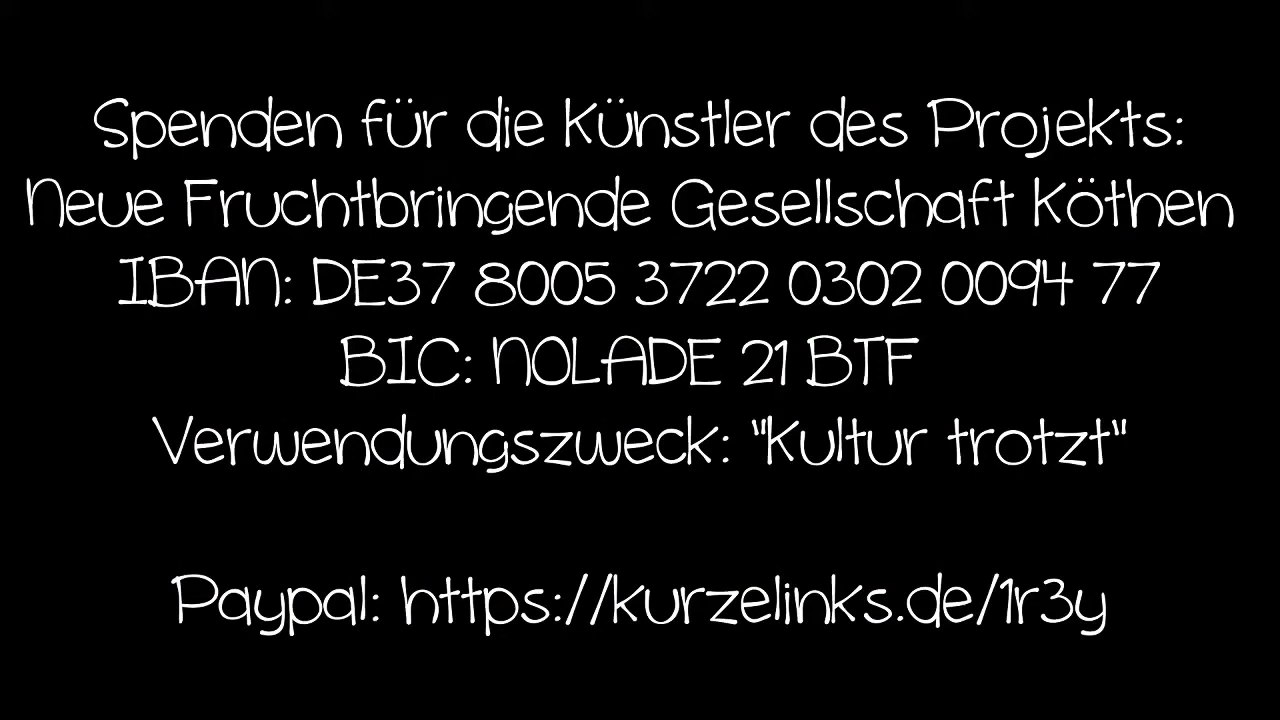 Spenden für die Künstler des Projekts:
Neue Fruchtbringende Gesellschaft Köthen
IBAN: DE37 8005 3722 0302 0094 77
BIC: NOLADE 21 BTF
Verwendungszweck: "Kultur trotzt"
Paypal: https://kurzelinks.de/1r3y